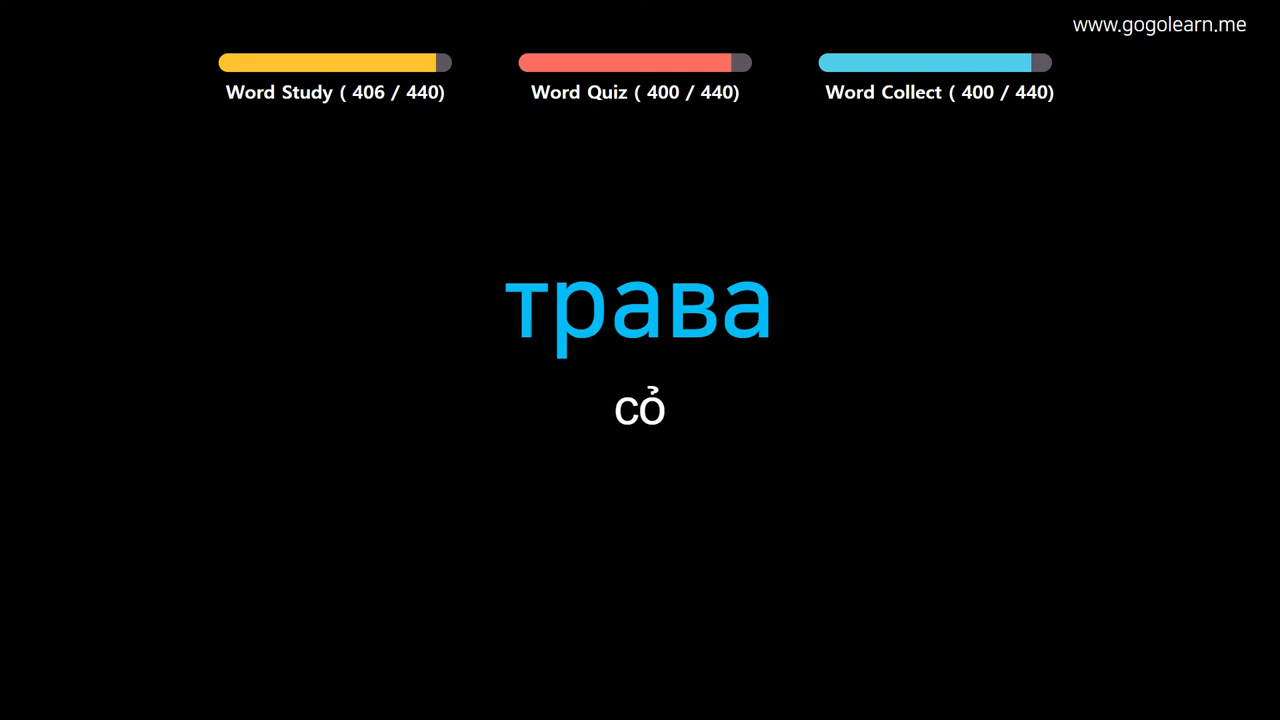 www.gogolearn.me
Word Study ( 406 / 440)
Word Quiz ( 400 / 440)
Word Collect ( 400 / 440)
трава
cỏ